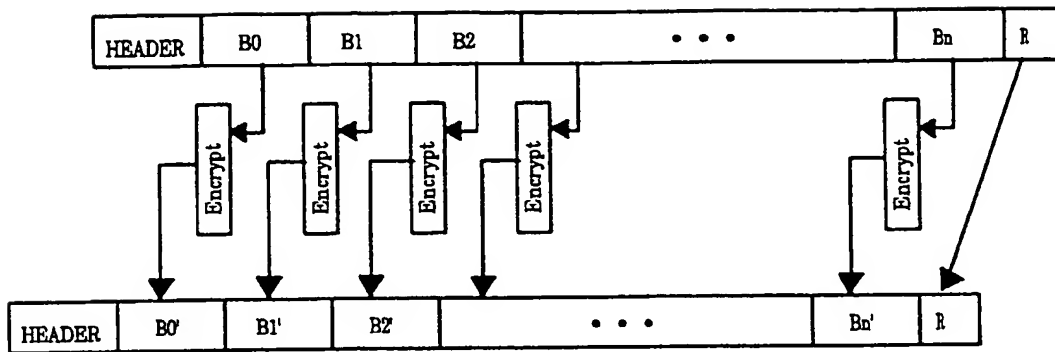 HEADER B0 B1 B2 • • • Bn R
Encrypt Encrypt Encrypt Encrypt Encrypt
HEADER B0' B1' B2' • • • Bn' R